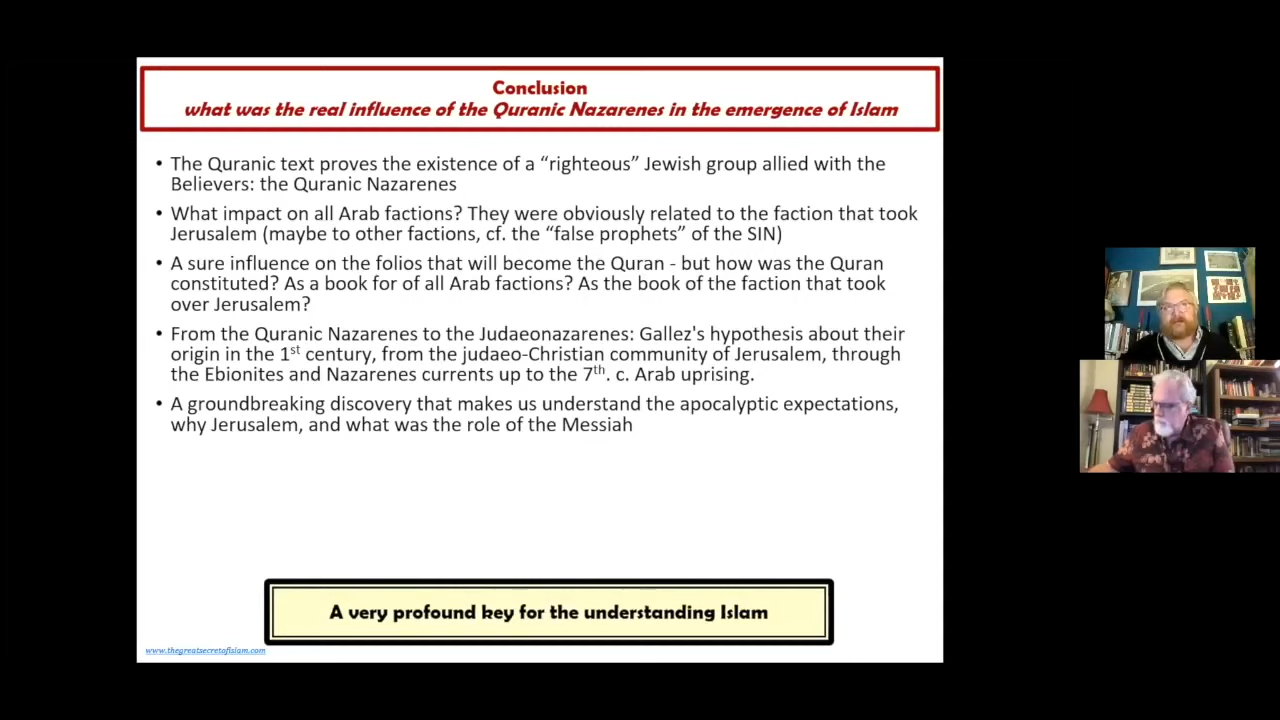 Conclusion
what was the real influence of the Quranic Nazarenes in the emergence of Islam
• The Quranic text proves the existence of a “righteous” Jewish group allied with the
Believers: the Quranic Nazarenes
• What impact on all Arab factions? They were obviously related to the faction that took
Jerusalem (maybe to other factions, cf. the “false prophets” of the SIN)
• A sure influence on the folios that will become the Quran - but how was the Quran
constituted? As a book for of all Arab factions? As the book of the faction that took
over Jerusalem?
• From the Quranic Nazarenes to the Judaeonazarenes: Gallez's hypothesis about their
origin in the 1st century, from the judaeo-Christian community of Jerusalem, through
the Ebionites and Nazarenes currents up to the 7th. c. Arab uprising.
• A groundbreaking discovery that makes us understand the apocalyptic expectations,
why Jerusalem, and what was the role of the Messiah
A very profound key for the understanding Islam
www.thegreatsecretofislam.com